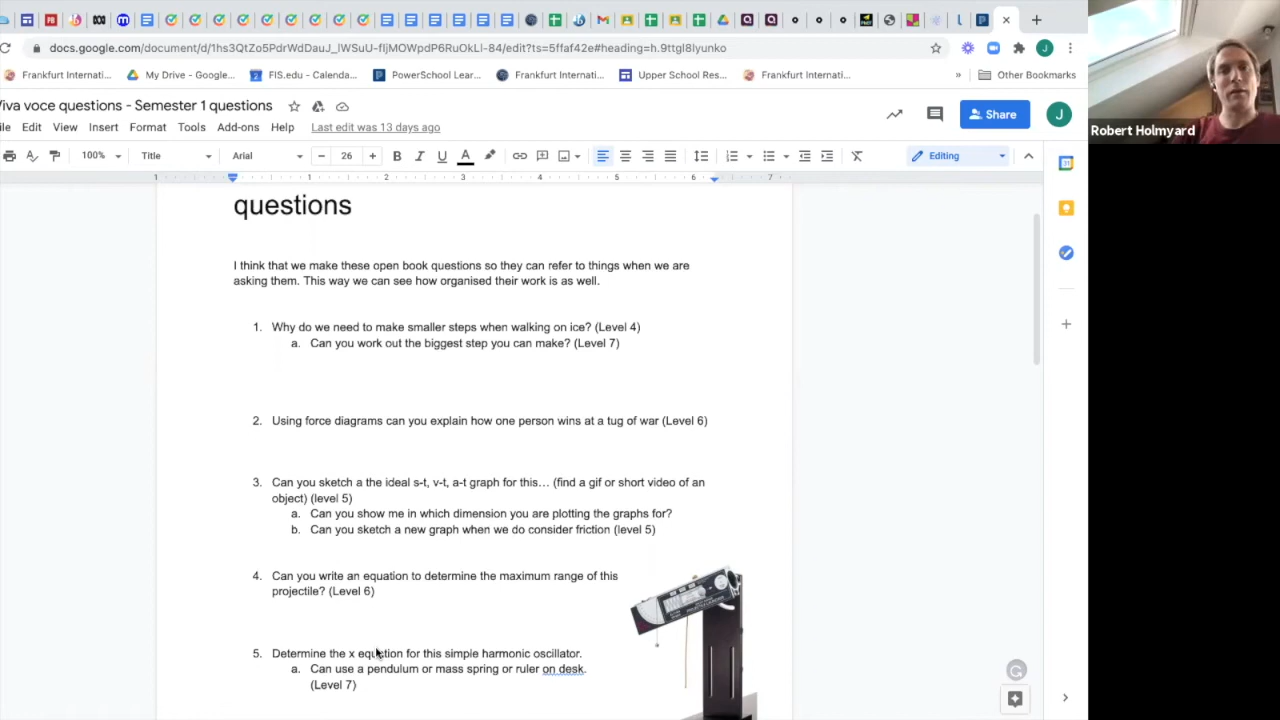 docs.google.com/document/d/1hs3QtZo5PdrWdDauJ_lWSuU-fIjMOWpdP6RuOkLl-84/edit?ts=5ffaf42e#heading=h.9ttgl8lyunko
Frankfurt Internati... My Drive - Google... FIS.edu - Calenda... PowerSchool Lear... Frankfurt Internati... Upper School Res... Frankfurt Internati... » Other Bookmarks
Viva voce questions - Semester 1 questions
Edit View Insert Format Tools Add-ons Help Last edit was 13 days ago
Share
J
100% Title Arial 26 B I U A Editing
1 1 2 3 4 5 6 7
questions
I think that we make these open book questions so they can refer to things when we are
asking them. This way we can see how organised their work is as well.
1. Why do we need to make smaller steps when walking on ice? (Level 4)
a. Can you work out the biggest step you can make? (Level 7)
2. Using force diagrams can you explain how one person wins at a tug of war (Level 6)
3. Can you sketch a the ideal s-t, v-t, a-t graph for this... (find a gif or short video of an
object) (level 5)
a. Can you show me in which dimension you are plotting the graphs for?
b. Can you sketch a new graph when we do consider friction (level 5)
4. Can you write an equation to determine the maximum range of this
projectile? (Level 6)
5. Determine the x equation for this simple harmonic oscillator.
a. Can use a pendulum or mass spring or ruler on desk.
(Level 7)
Robert Holmyard